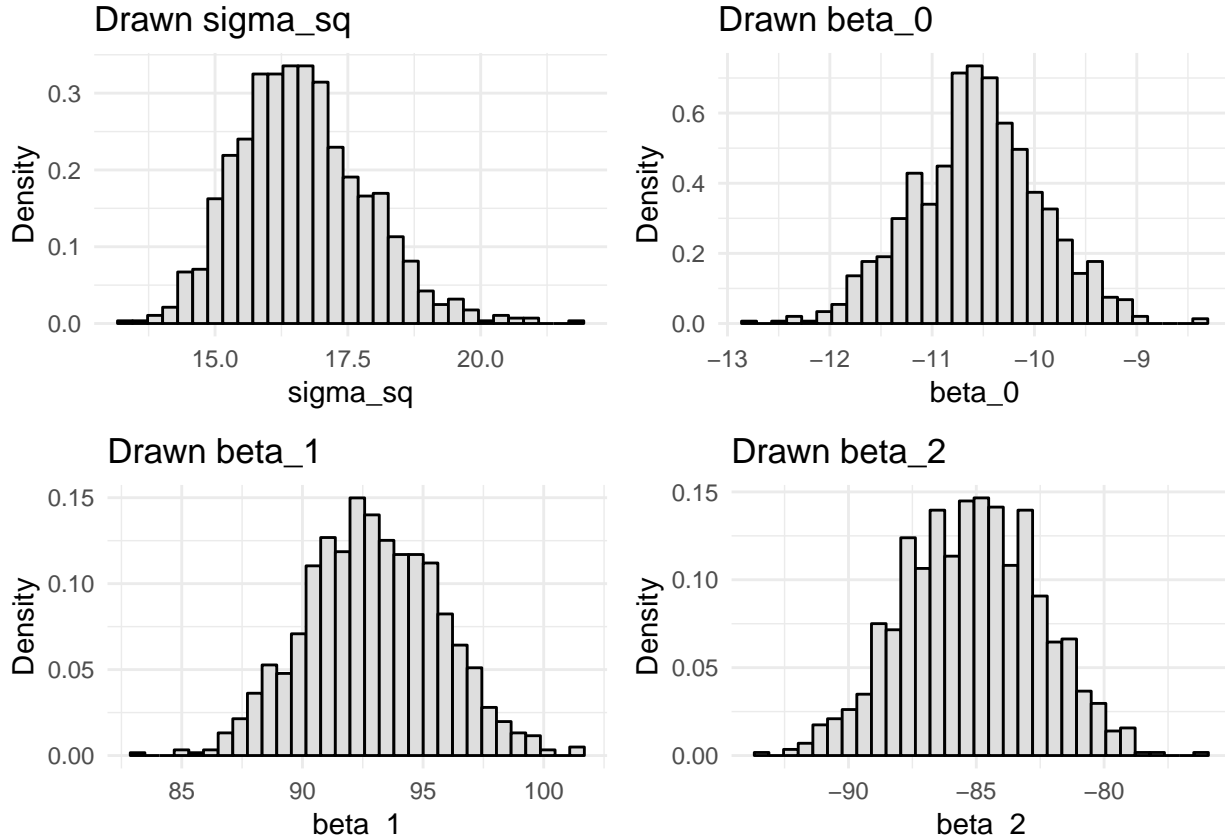 Drawn sigma_sq
Density
0.3
0.2
0.1
0.0
15.0 17.5 20.0
sigma_sq
Drawn beta_0
Density
0.6
0.4
0.2
0.0
−13 −12 −11 −10 −9
beta_0
Drawn beta_1
Density
0.15
0.10
0.05
0.00
85 90 95 100
beta_1
Drawn beta_2
Density
0.15
0.10
0.05
0.00
−90 −85 −80
beta_2